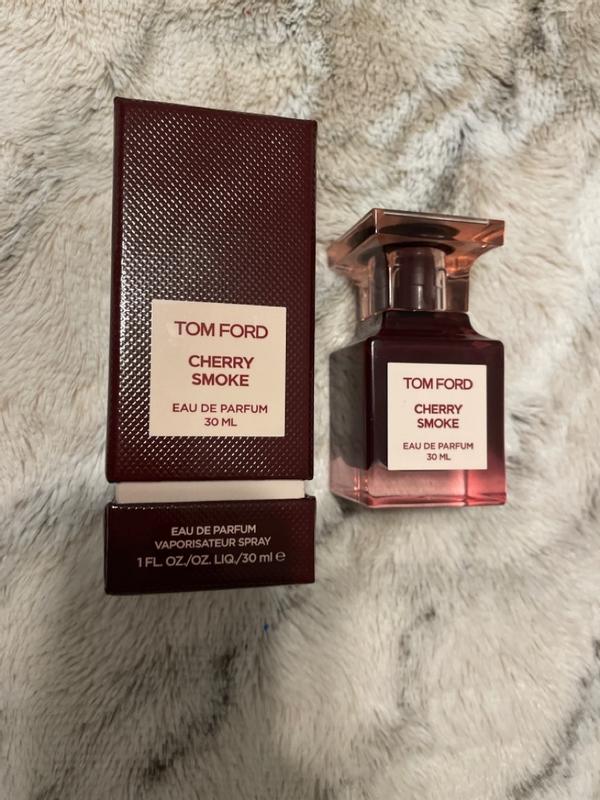 TOM FORD
CHERRY
SMOKE
EAU DE PARFUM
30 ML
EAU DE PARFUM
VAPORISATEUR SPRAY
1 FL. OZ./OZ. LIQ./30 ml ℮
TOM FORD
CHERRY
SMOKE
EAU DE PARFUM
30 ML